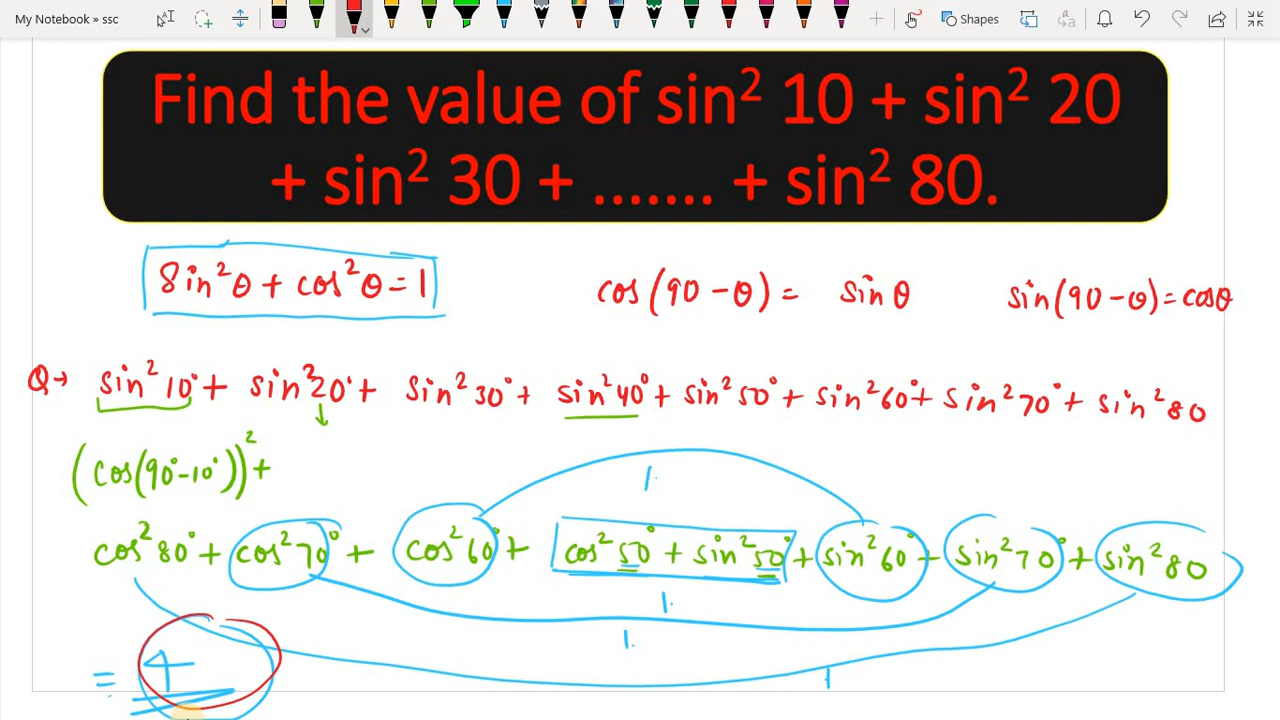 My Notebook » ssc
Shapes
Find the value of sin² 10 + sin² 20
+ sin² 30 + ....... + sin² 80.
sin²θ + cos²θ = 1
cos(90 - θ) = sinθ
sin(90 - θ) = cosθ
Q→ sin²10° + sin²20° + sin²30° + sin²40° + sin²50° + sin²60° + sin²70° + sin²80
(cos(90°-10°))² +
1.
cos²80° + cos²70° + cos²60° + cos²50° + sin²50° + sin²60° + sin²70° + sin²80
1.
1.
1
= 4